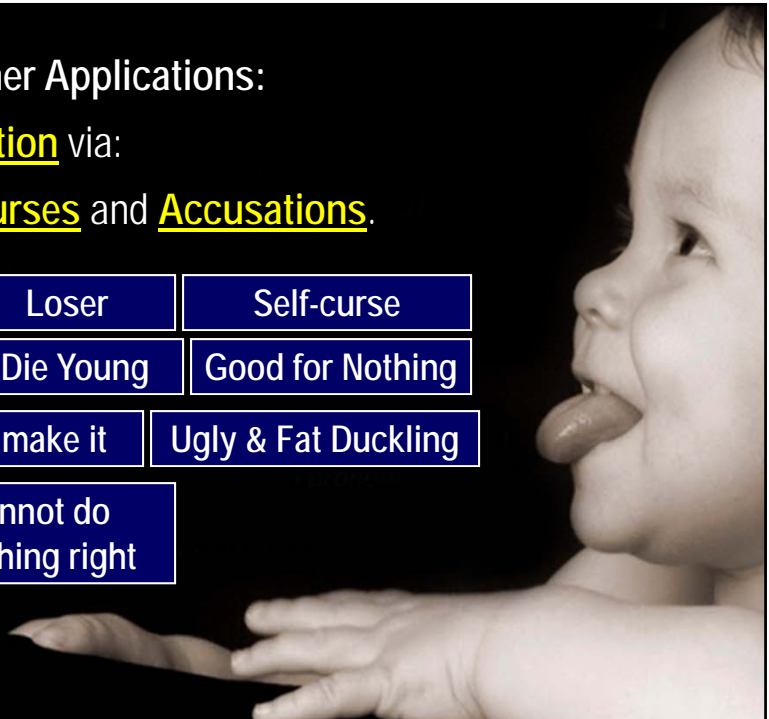 ner Applications:
tion via:
urses and Accusations.
Loser
Self-curse
Die Young
Good for Nothing
make it
Ugly & Fat Duckling
nnot do
hing right